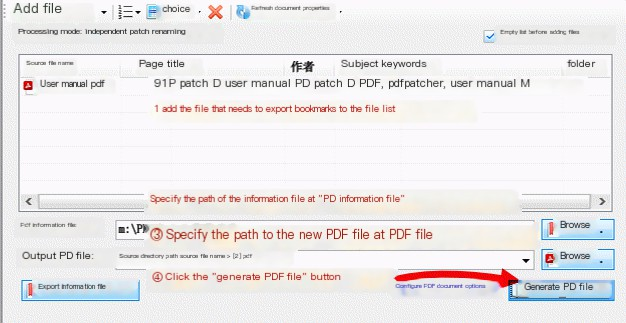 Add file
choice
Refresh document properties
Processing mode: independent patch renaming
Empty list before adding files
Source file name
Page title
作者
Subject keywords
folder
User manual pdf
91P patch D user manual PD patch D PDF, pdfpatcher, user manual M
1 add the file that needs to export bookmarks to the file list
Specify the path of the information file at "PD information file"
Pdf information file:
m:\P
Browse
③ Specify the path to the new PDF file at PDF file
Output PD file:
Source directory path source file name > [2] pdf
Browse
④ Click the "generate PDF file" button
Export information file
Configure PDF document options
Generate PD file